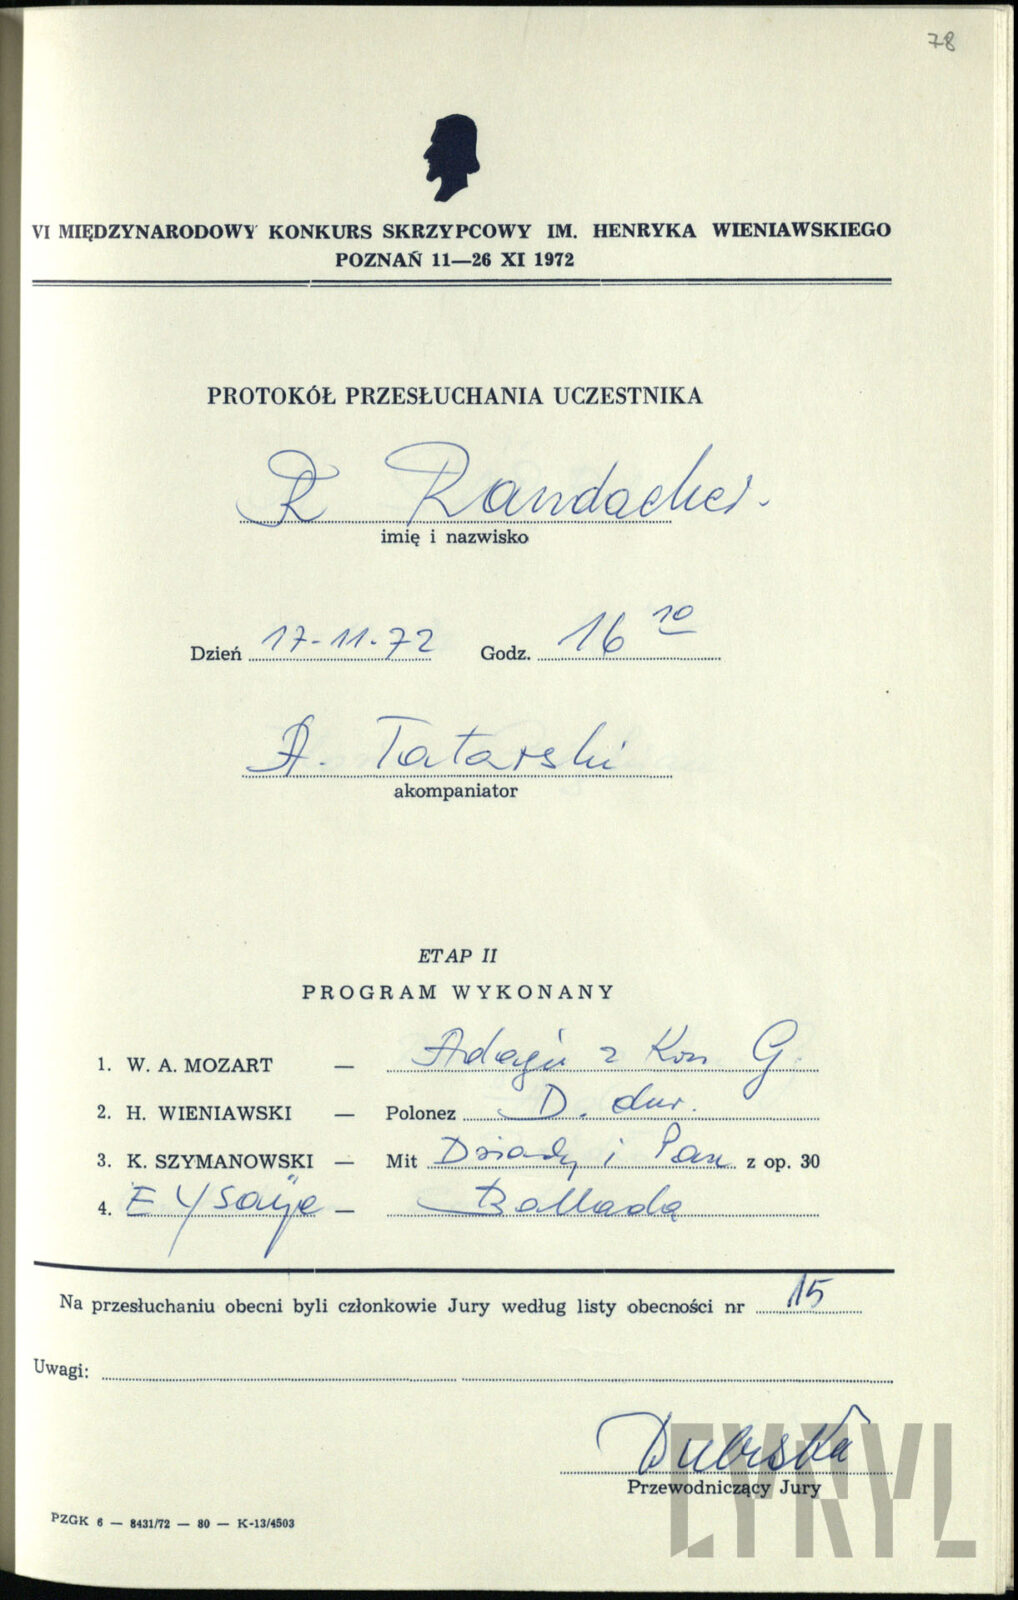 78
VI MIĘDZYNARODOWY KONKURS SKRZYPCOWY IM. HENRYKA WIENIAWSKIEGO
POZNAŃ 11—26 XI 1972
PROTOKÓŁ PRZESŁUCHANIA UCZESTNIKA
R Randacher
imię i nazwisko
Dzień 17-11-72 Godz. 16 10
A. Tatarski
akompaniator
ETAP II
PROGRAM WYKONANY
1. W. A. MOZART — Adagio z Kon G.
2. H. WIENIAWSKI — Polonez D. dur.
3. K. SZYMANOWSKI — Mit Driady i Pan z op. 30
4. E Ysaÿe — Ballada
Na przesłuchaniu obecni byli członkowie Jury według listy obecności nr 15
Uwagi:
Dubiska
Przewodniczący Jury
PZGK 6 — 8431/72 — 80 — K-13/4503
CYRYL